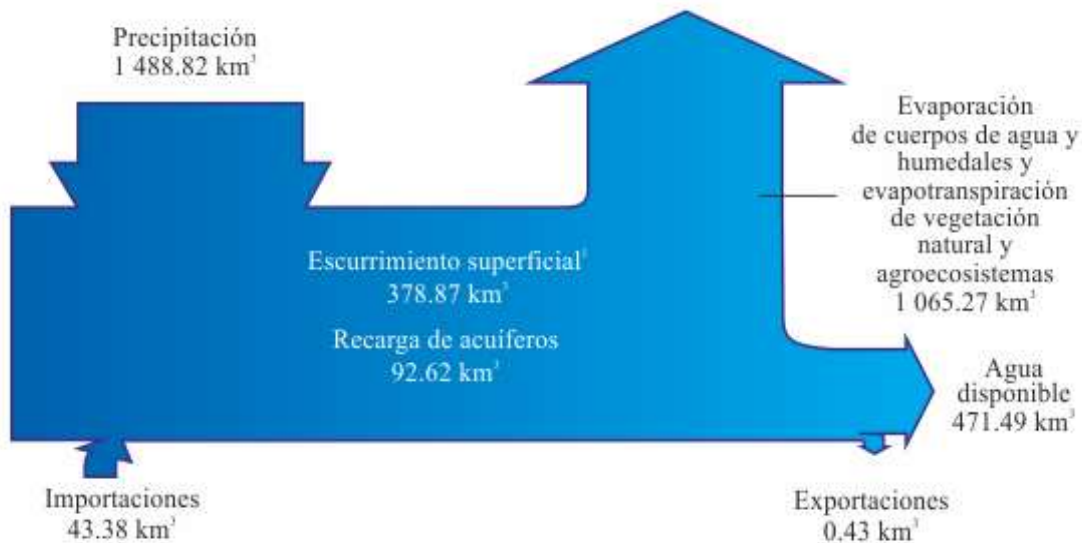 Precipitación
1 488.82 km³
Evaporación
de cuerpos de agua y
humedales y
evapotranspiración
de vegetación
natural y
agroecosistemas
1 065.27 km³
Escurrimiento superficial¹
378.87 km³
Recarga de acuíferos
92.62 km³
Agua
disponible
471.49 km³
Importaciones
43.38 km³
Exportaciones
0.43 km³